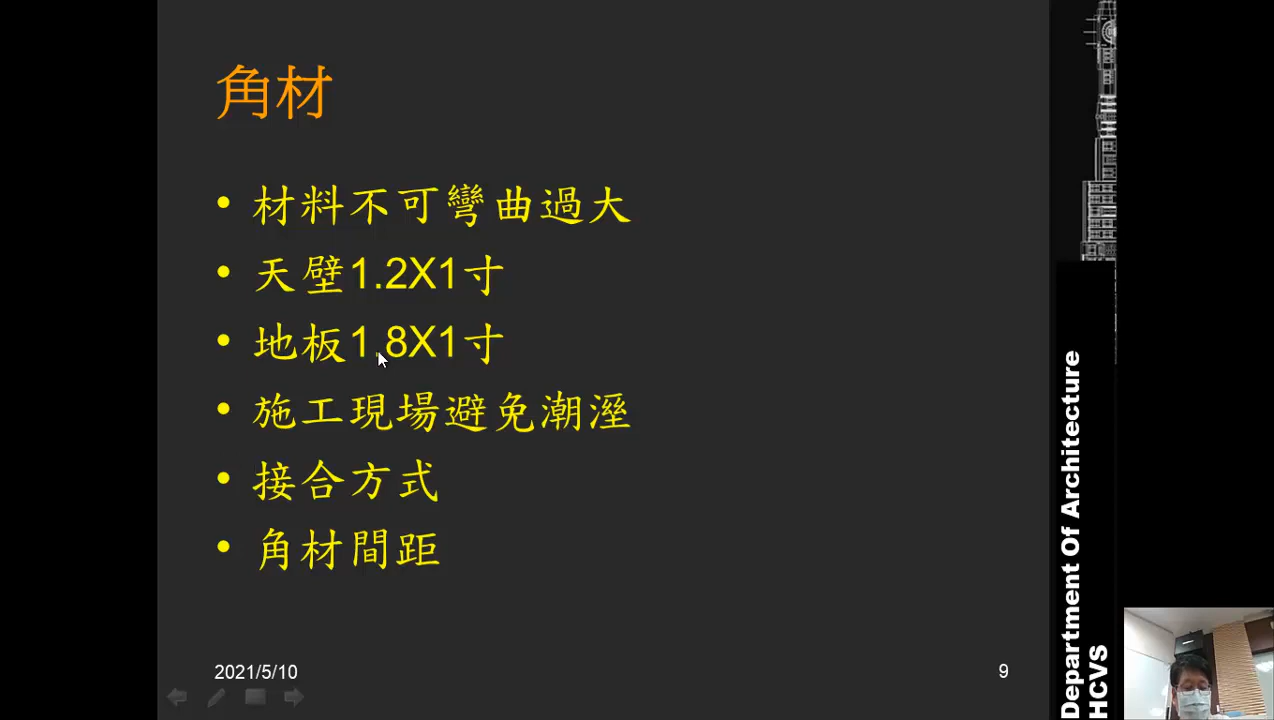 角材
• 材料不可彎曲過大
• 天壁1.2X1寸
• 地板1.8X1寸
• 施工現場避免潮溼
• 接合方式
• 角材間距
2021/5/10
9
Department Of Architecture
HCVS